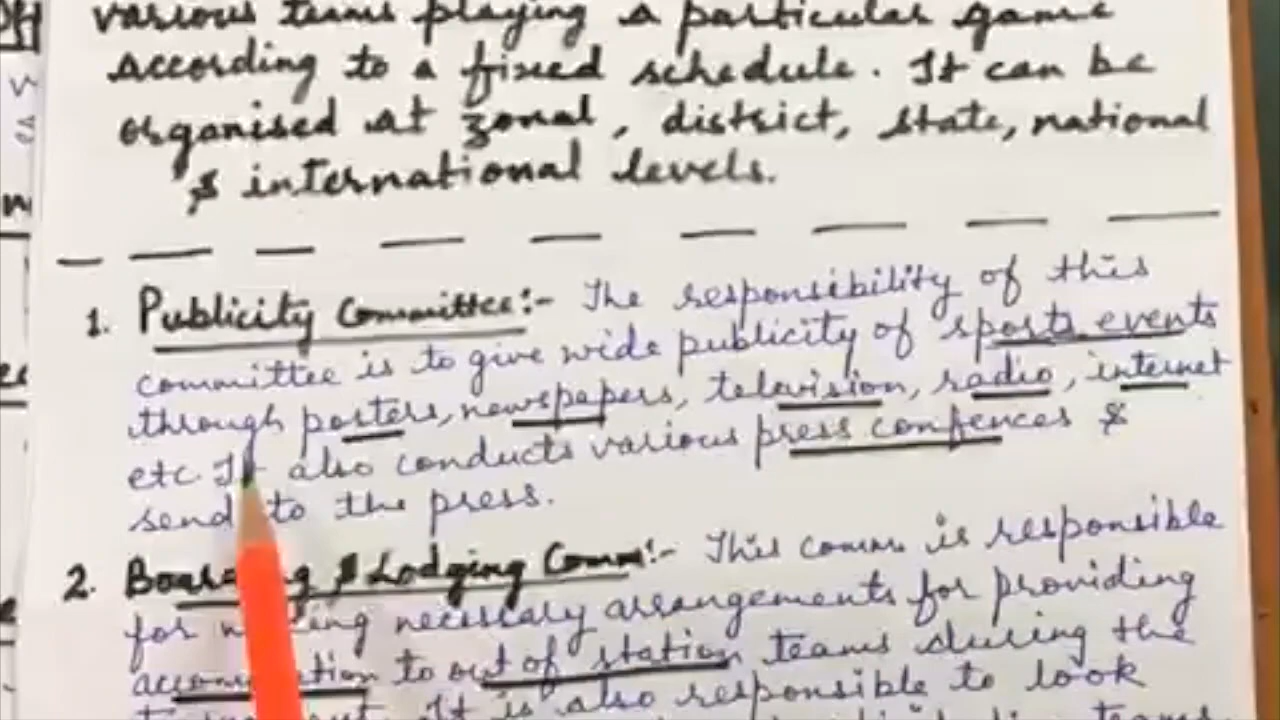 various teams playing a particular game
According to a fixed schedule. It can be
organised at zonal, district, state, national
& international levels.
1. Publicity Committee:- The responsibility of this
committee is to give wide publicity of sports events
through posters, newspepers, television, radio, internet
etc. It also conducts various press confences &
send to the press.
2. & Lodging Comm:- This comm. is responsible
for necessary arrangements for providing
to out of station teams during the
It is also responsible to look